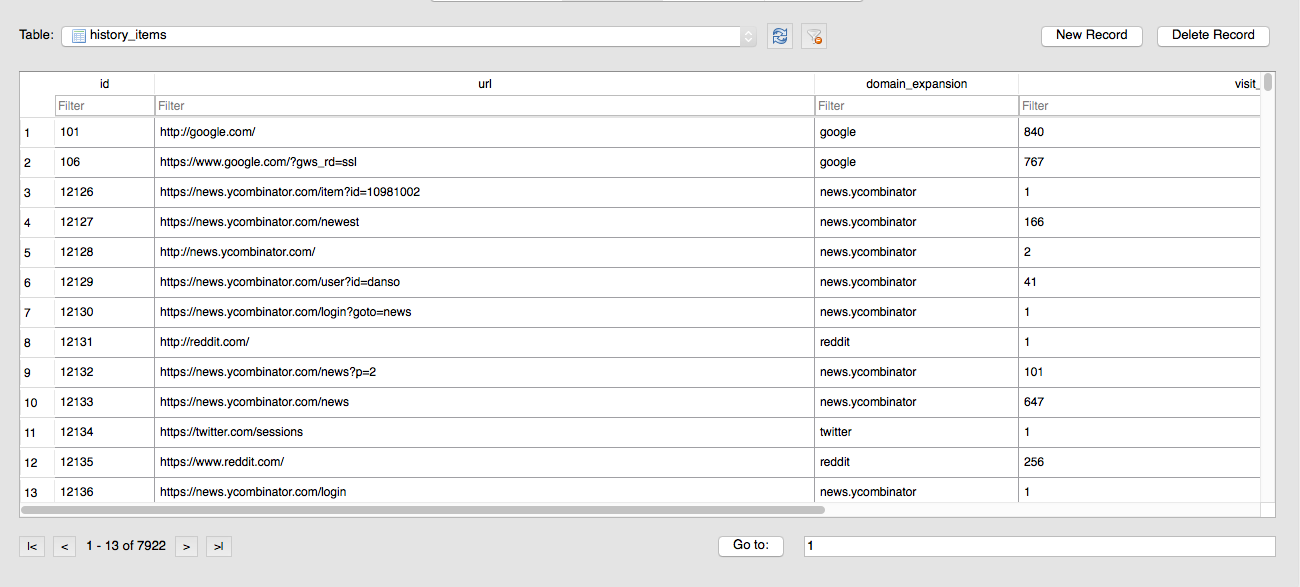 Table: history_items New Record Delete Record
id url domain_expansion visit_
Filter Filter Filter Filter
1 101 http://google.com/ google 840
2 106 https://www.google.com/?gws_rd=ssl google 767
3 12126 https://news.ycombinator.com/item?id=10981002 news.ycombinator 1
4 12127 https://news.ycombinator.com/newest news.ycombinator 166
5 12128 http://news.ycombinator.com/ news.ycombinator 2
6 12129 https://news.ycombinator.com/user?id=danso news.ycombinator 41
7 12130 https://news.ycombinator.com/login?goto=news news.ycombinator 1
8 12131 http://reddit.com/ reddit 1
9 12132 https://news.ycombinator.com/news?p=2 news.ycombinator 101
10 12133 https://news.ycombinator.com/news news.ycombinator 647
11 12134 https://twitter.com/sessions twitter 1
12 12135 https://www.reddit.com/ reddit 256
13 12136 https://news.ycombinator.com/login news.ycombinator 1
|< < 1 - 13 of 7922 > >| Go to: 1